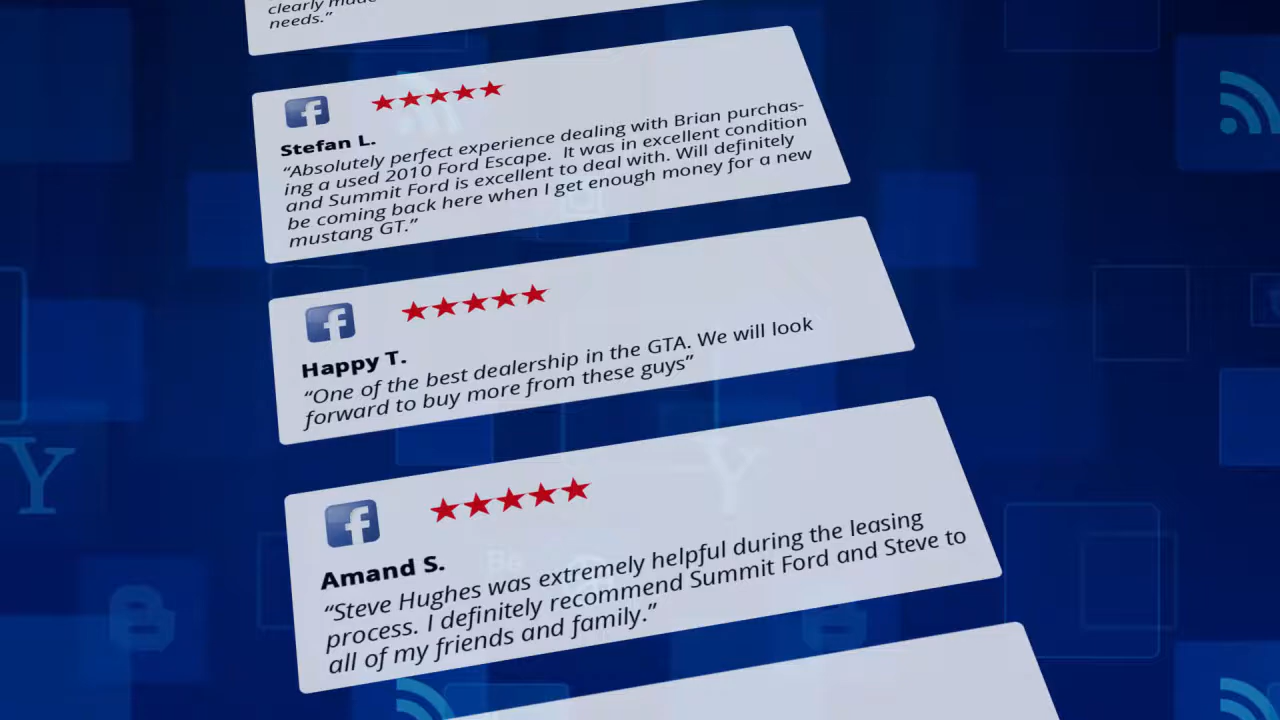 clearly made
needs.”
Stefan L.
“Absolutely perfect experience dealing with Brian purchas-
ing a used 2010 Ford Escape. It was in excellent condition
and Summit Ford is excellent to deal with. Will definitely
be coming back here when I get enough money for a new
mustang GT.”
Happy T.
“One of the best dealership in the GTA. We will look
forward to buy more from these guys”
Amand S.
“Steve Hughes was extremely helpful during the leasing
process. I definitely recommend Summit Ford and Steve to
all of my friends and family.”